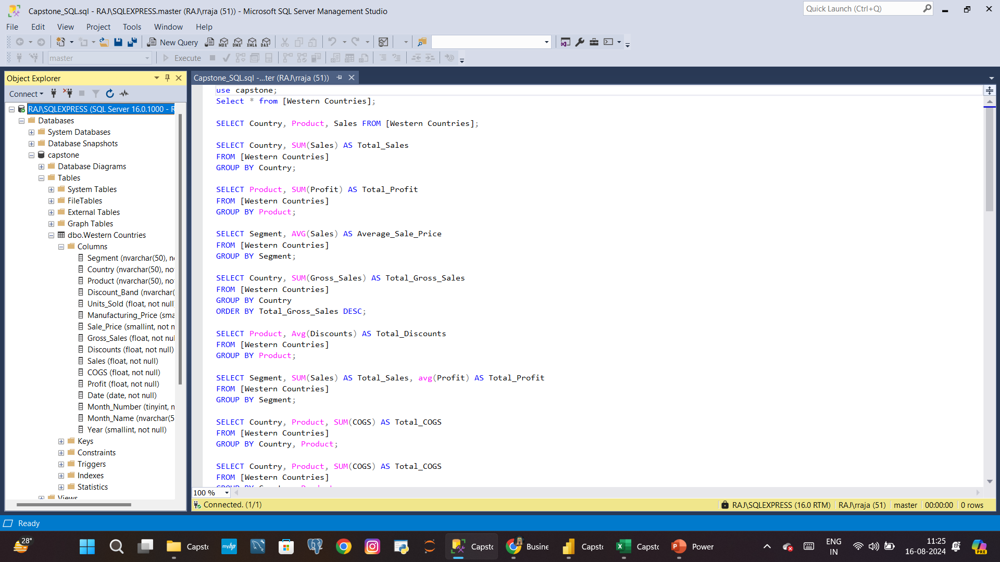 Capstone_SQL.sql - RAJ\SQLEXPRESS.master (RAJ\rraja (51)) - Microsoft SQL Server Management Studio
Quick Launch (Ctrl+Q)
File Edit View Project Tools Window Help
New Query MDX DMX XMLA DAX
master Execute
Object Explorer
Connect
RAJ\SQLEXPRESS (SQL Server 16.0.1000 - R
Databases
System Databases
Database Snapshots
capstone
Database Diagrams
Tables
System Tables
FileTables
External Tables
Graph Tables
dbo.Western Countries
Columns
Segment (nvarchar(50), n
Country (nvarchar(50), no
Product (nvarchar(50), no
Discount_Band (nvarchar(
Units_Sold (float, not null
Manufacturing_Price (sma
Sale_Price (smallint, not n
Gross_Sales (float, not nul
Discounts (float, not null)
Sales (float, not null)
COGS (float, not null)
Profit (float, not null)
Date (date, not null)
Month_Number (tinyint, n
Month_Name (nvarchar(5
Year (smallint, not null)
Keys
Constraints
Triggers
Indexes
Statistics
Views
Capstone_SQL.sql -...ter (RAJ\rraja (51))
use capstone;
Select * from [Western Countries];
SELECT Country, Product, Sales FROM [Western Countries];
SELECT Country, SUM(Sales) AS Total_Sales
FROM [Western Countries]
GROUP BY Country;
SELECT Product, SUM(Profit) AS Total_Profit
FROM [Western Countries]
GROUP BY Product;
SELECT Segment, AVG(Sales) AS Average_Sale_Price
FROM [Western Countries]
GROUP BY Segment;
SELECT Country, SUM(Gross_Sales) AS Total_Gross_Sales
FROM [Western Countries]
GROUP BY Country
ORDER BY Total_Gross_Sales DESC;
SELECT Product, Avg(Discounts) AS Total_Discounts
FROM [Western Countries]
GROUP BY Product;
SELECT Segment, SUM(Sales) AS Total_Sales, avg(Profit) AS Total_Profit
FROM [Western Countries]
GROUP BY Segment;
SELECT Country, Product, SUM(COGS) AS Total_COGS
FROM [Western Countries]
GROUP BY Country, Product;
SELECT Country, Product, SUM(COGS) AS Total_COGS
FROM [Western Countries]
100 %
Connected. (1/1)
RAJ\SQLEXPRESS (16.0 RTM) RAJ\rraja (51) master 00:00:00 0 rows
Ready
28°
Capsto
myhp
Capsto
Busine
Capsto
Capsto
Power
ENG
IN
11:25
16-08-2024
PRE